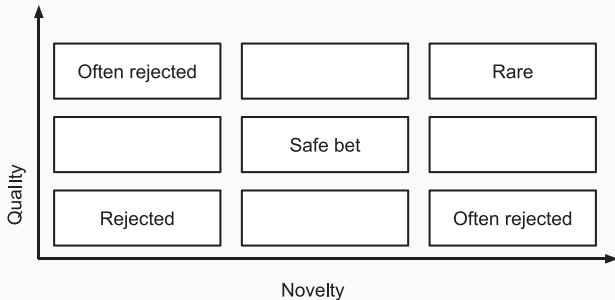 Quality
Often rejected
Rare
Safe bet
Rejected
Often rejected
Novelty